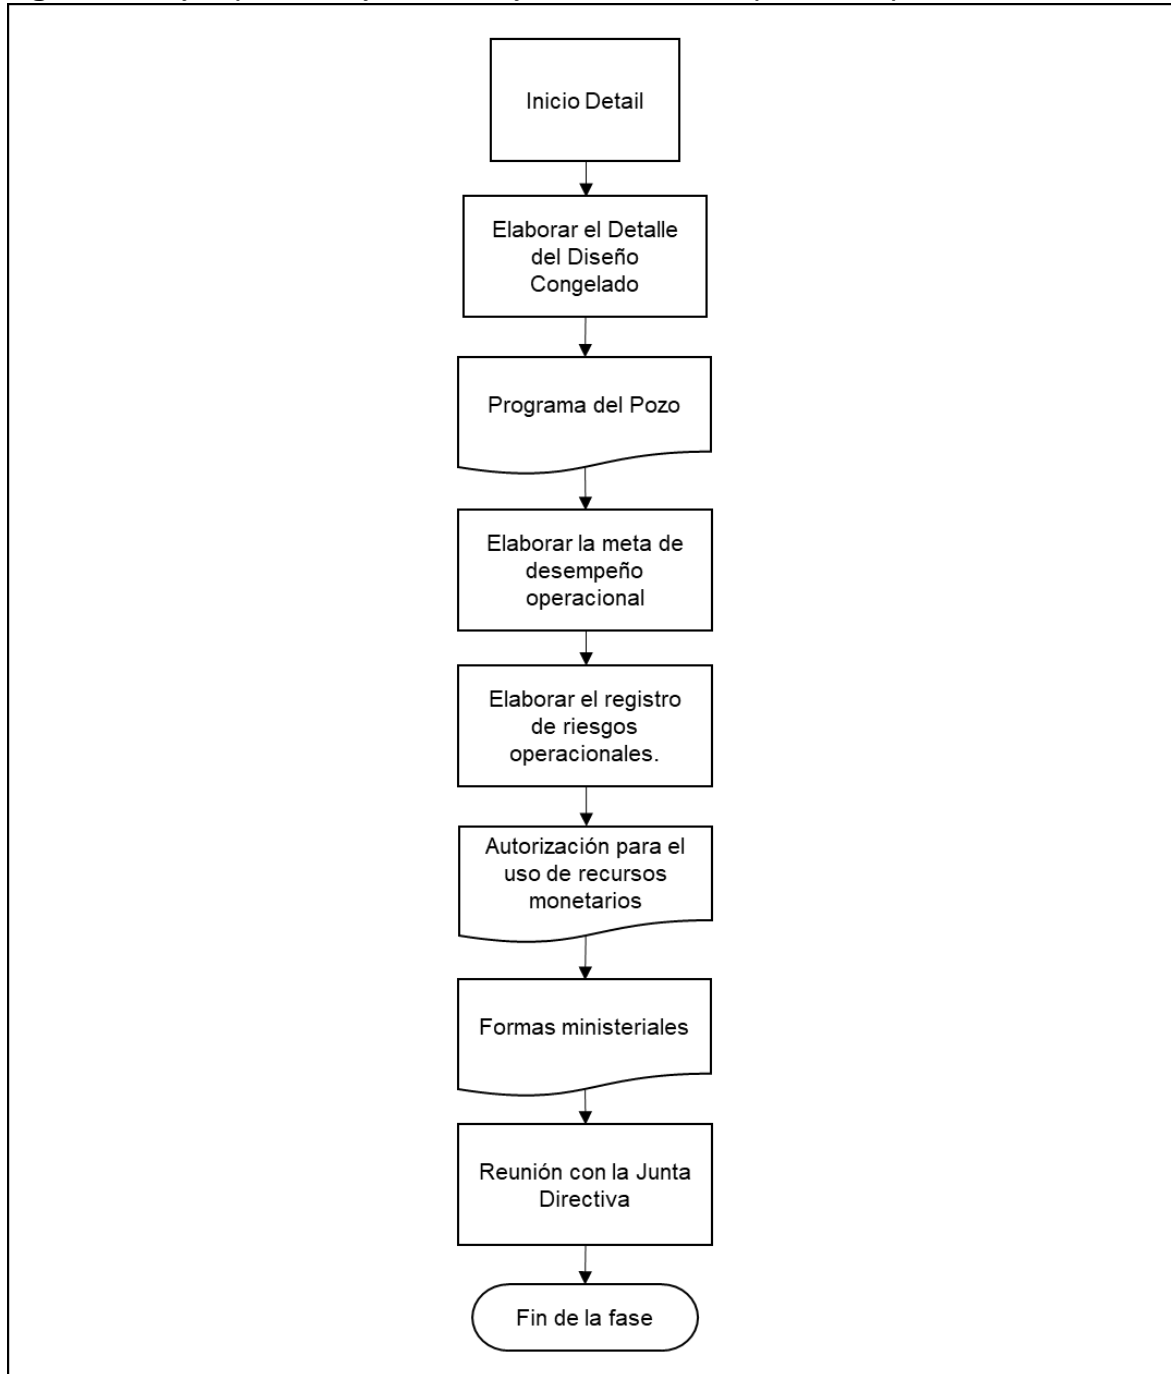 Inicio Detail
Elaborar el Detalle
del Diseño
Congelado
Programa del Pozo
Elaborar la meta de
desempeño
operacional
Elaborar el registro
de riesgos
operacionales.
Autorización para el
uso de recursos
monetarios
Formas ministeriales
Reunión con la Junta
Directiva
Fin de la fase